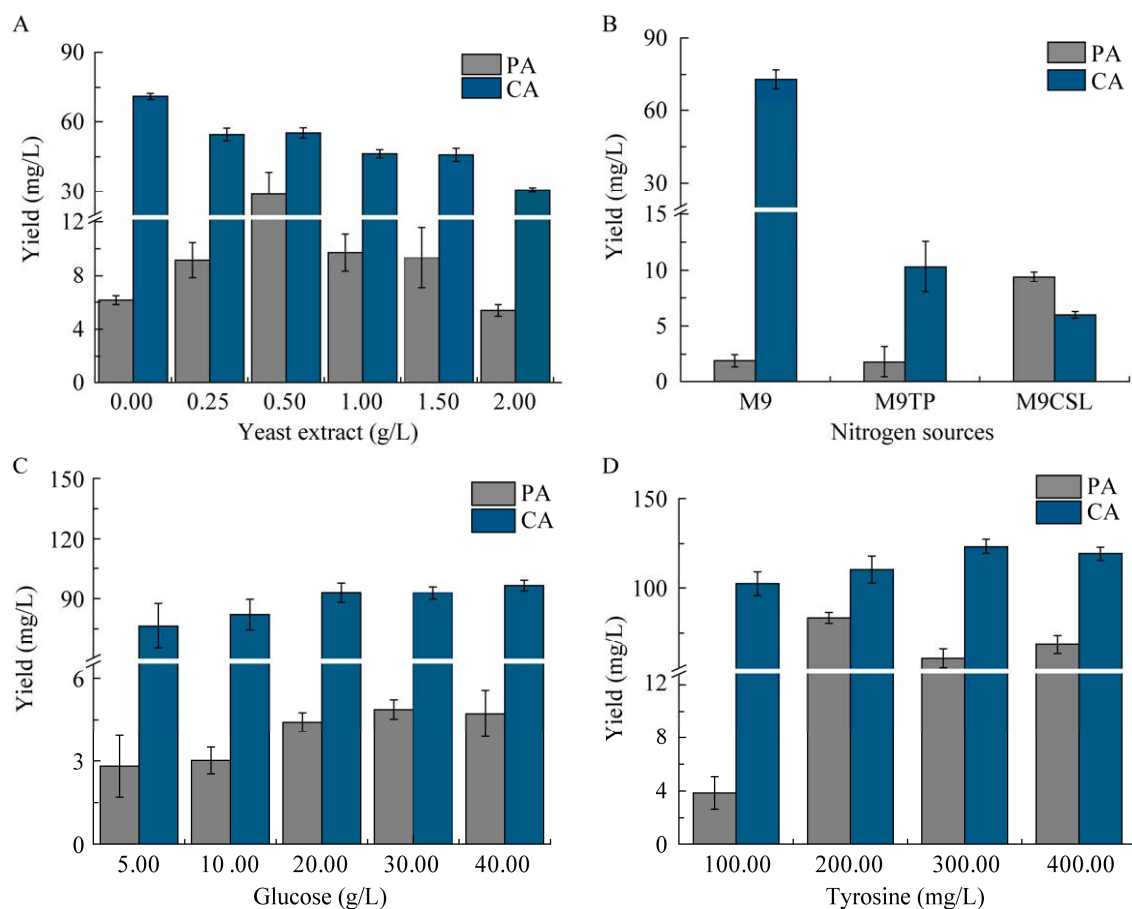 A
90
60
30
12
8
4
0
Yield (mg/L)
PA
CA
0.00 0.25 0.50 1.00 1.50 2.00
Yeast extract (g/L)
B
90
75
60
45
30
15
10
5
0
Yield (mg/L)
PA
CA
M9 M9TP M9CSL
Nitrogen sources
C
150
120
90
6
3
0
Yield (mg/L)
PA
CA
5.00 10.00 20.00 30.00 40.00
Glucose (g/L)
D
150
100
50
12
8
4
0
Yield (mg/L)
PA
CA
100.00 200.00 300.00 400.00
Tyrosine (mg/L)